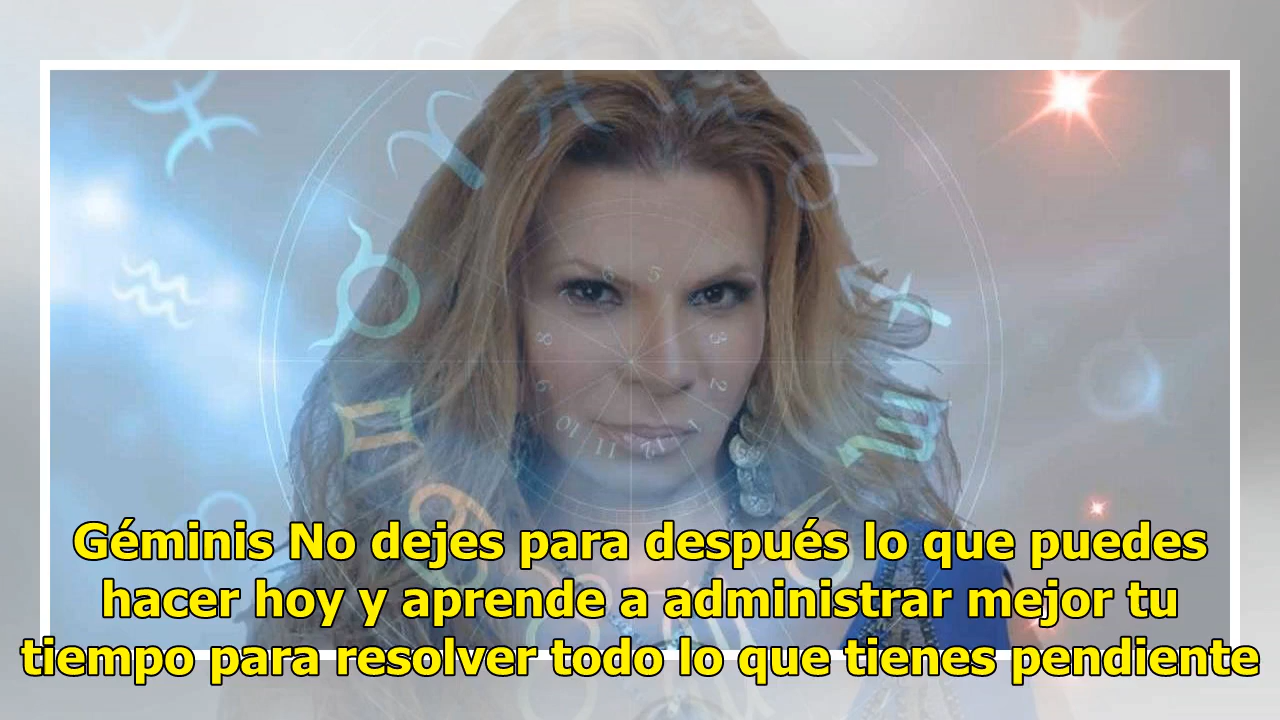 Géminis No dejes para después lo que puedes
hacer hoy y aprende a administrar mejor tu
tiempo para resolver todo lo que tienes pendiente